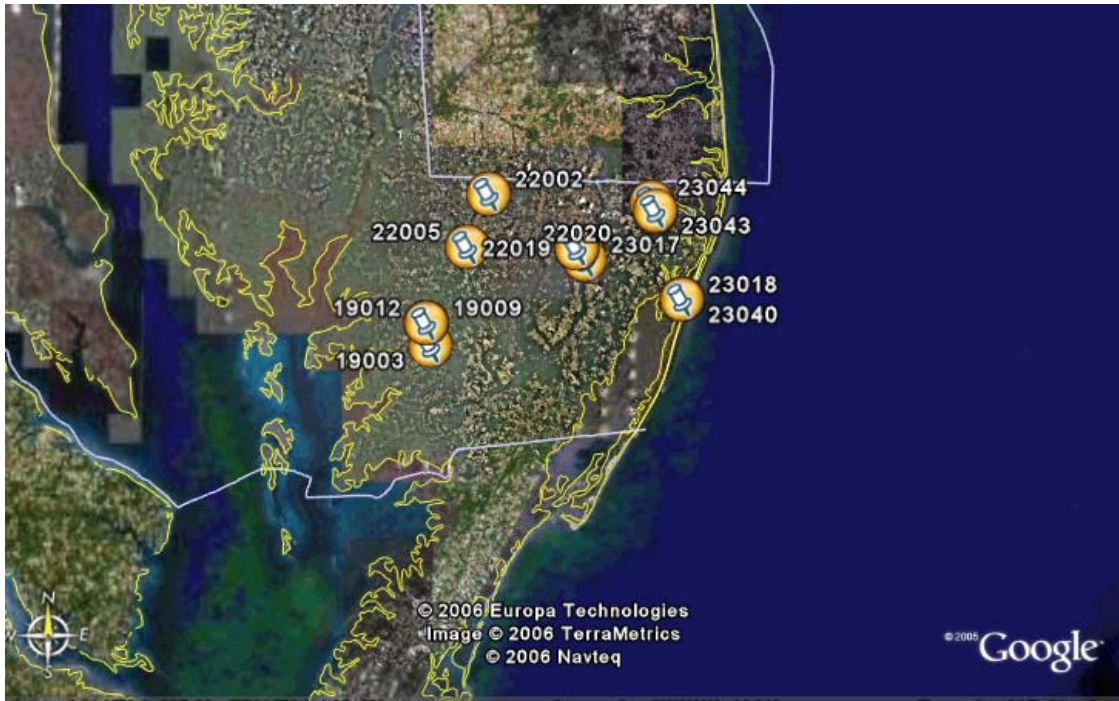 22002
23044
23043
22005
22019
22020
23017
23018
23040
19012
19009
19003
© 2006 Europa Technologies
Image © 2006 TerraMetrics
© 2006 Navteq
N
W
E
S
© 2005 Google